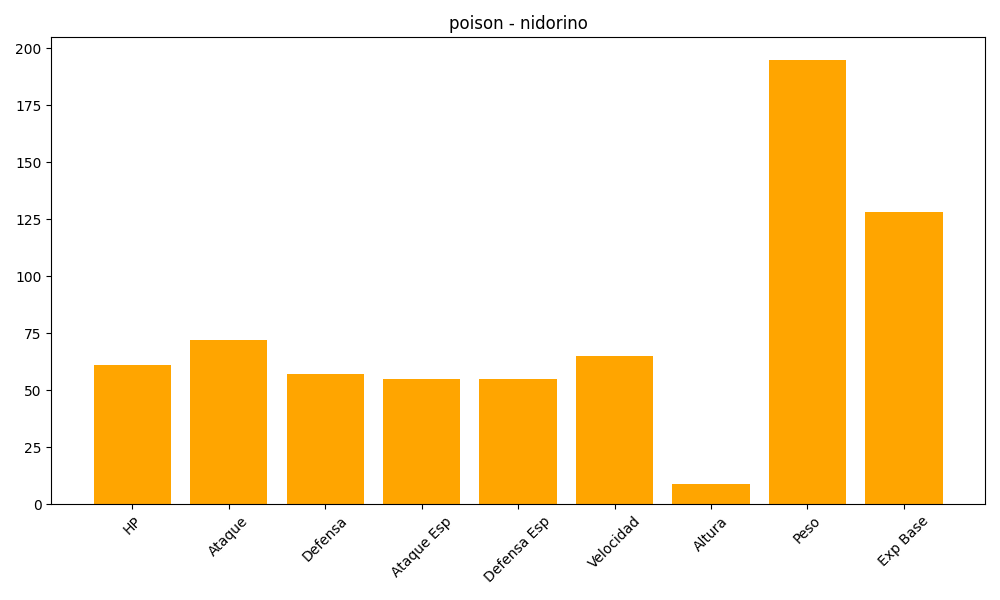 poison - nidorino
200
175
150
125
100
75
50
25
0
HP
Ataque
Defensa
Ataque Esp
Defensa Esp
Velocidad
Altura
Peso
Exp Base